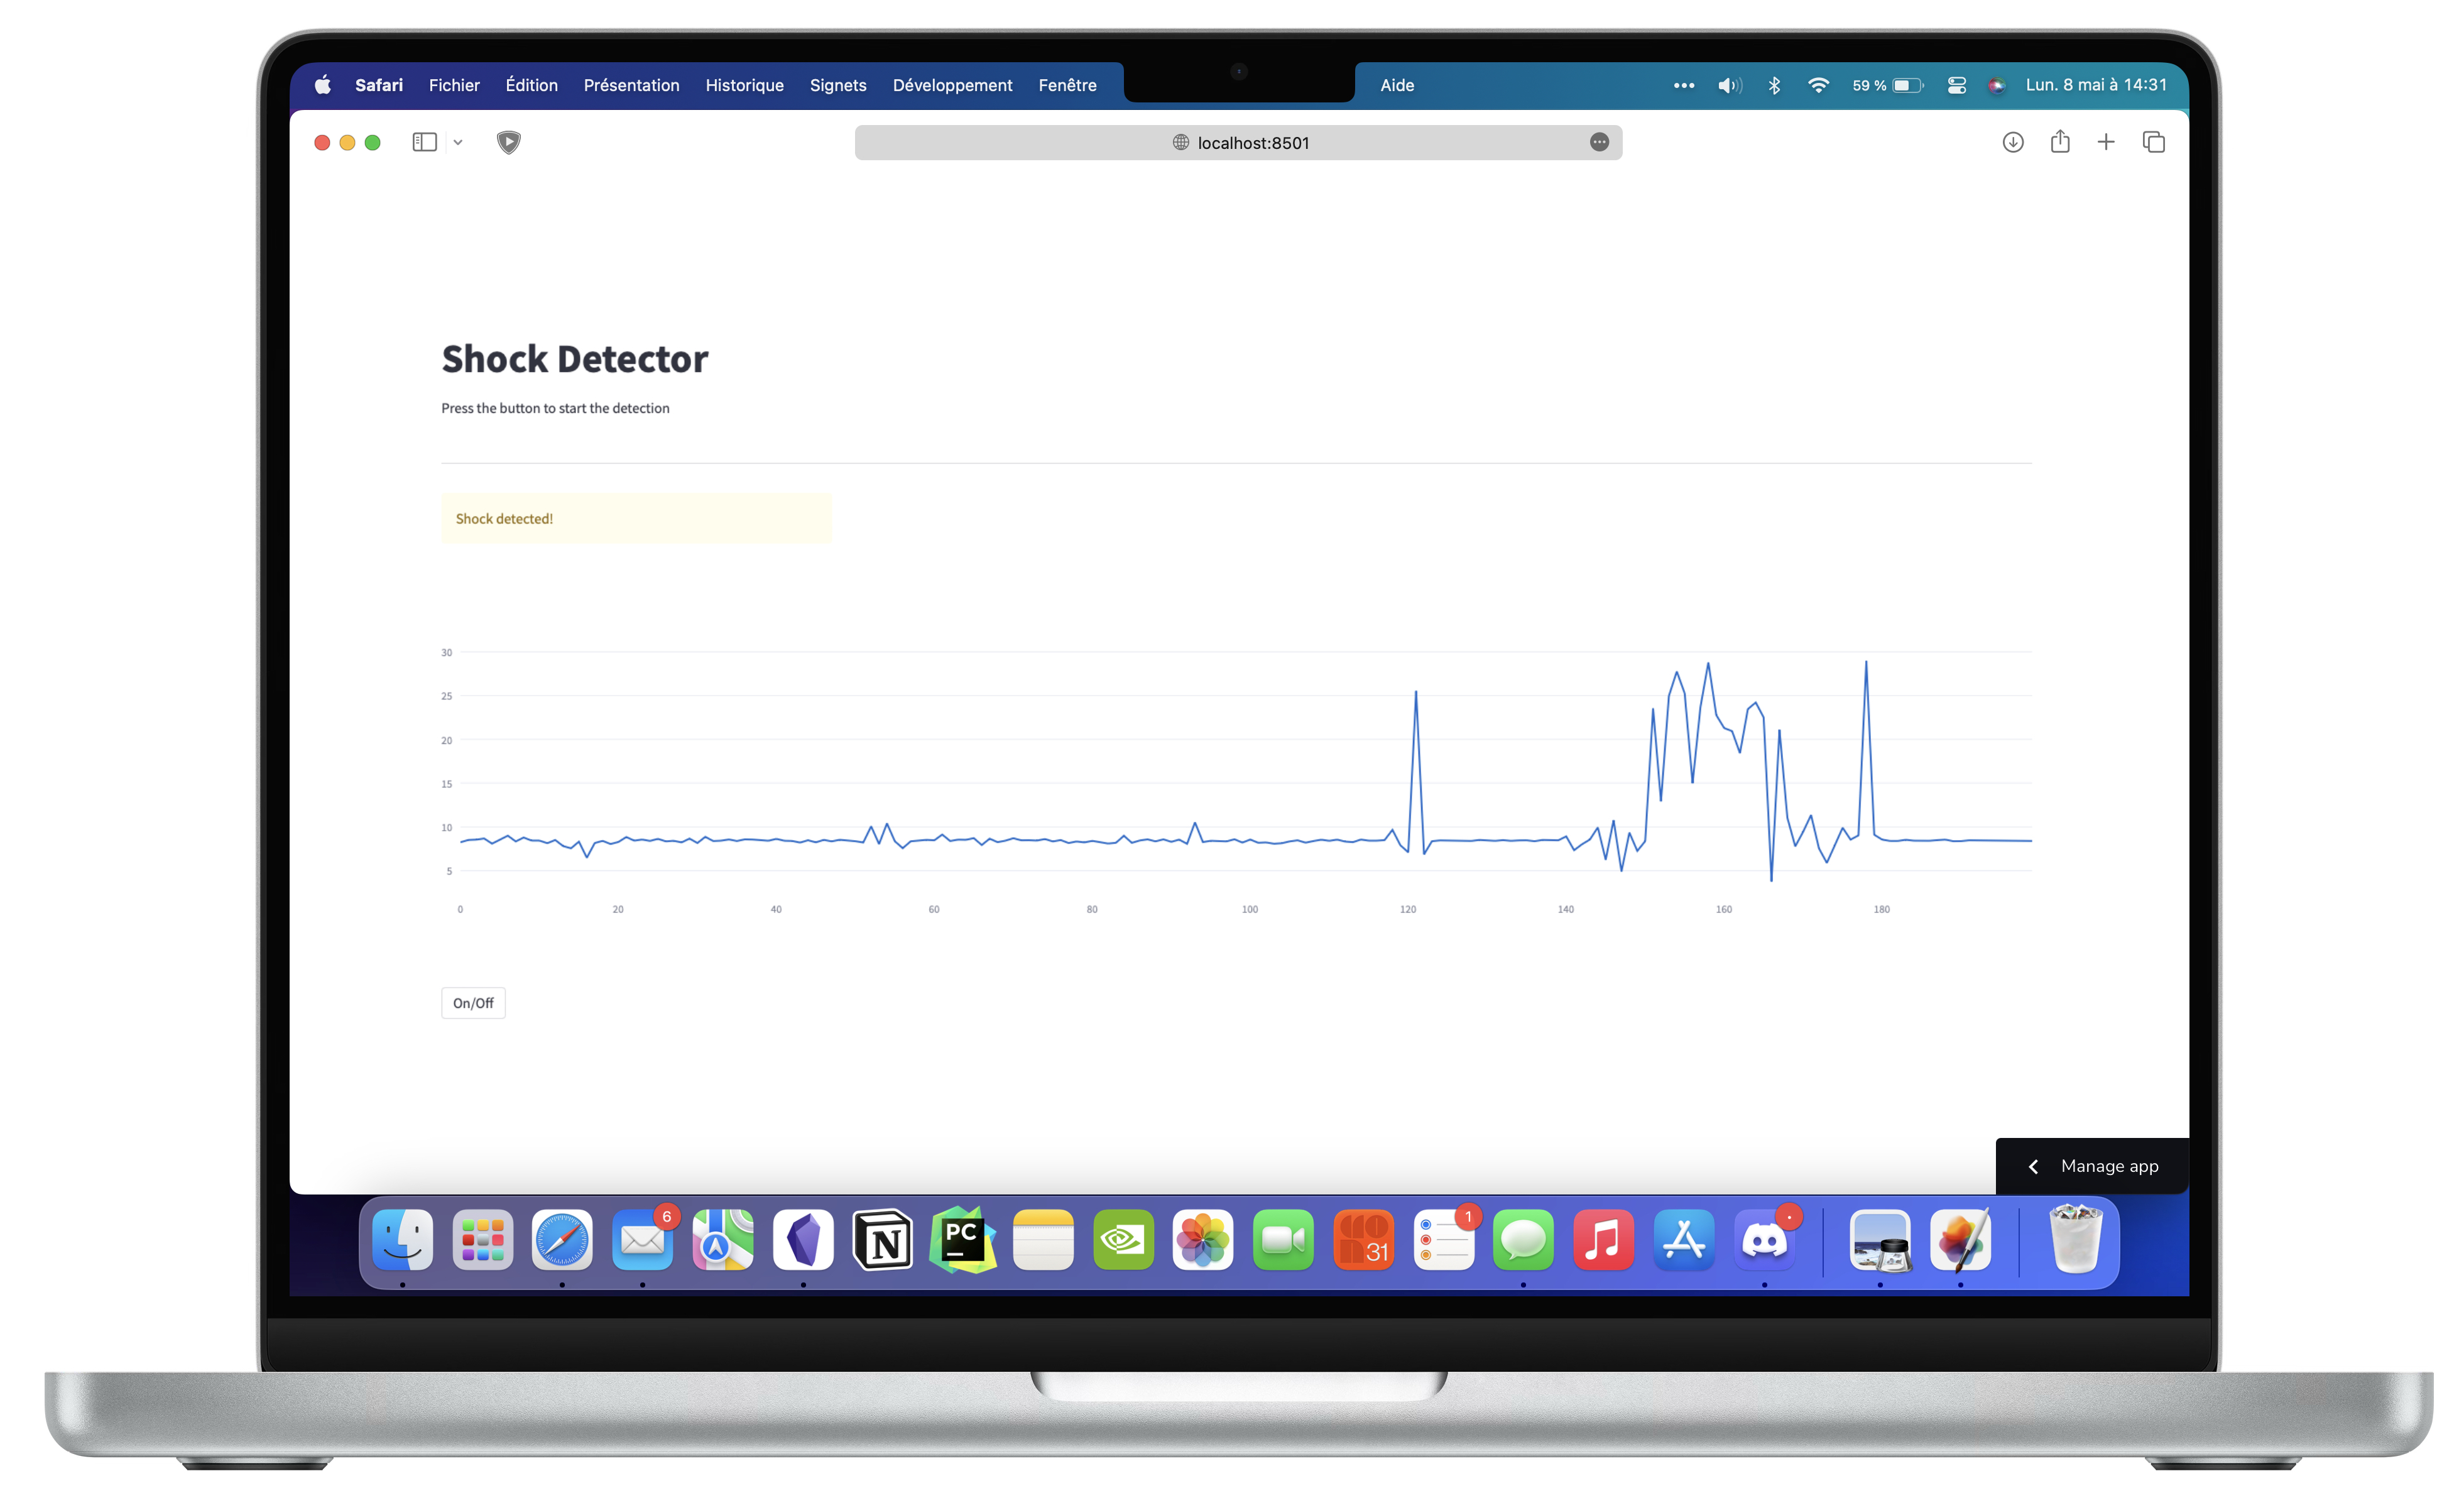 Safari Fichier Édition Présentation Historique Signets Développement Fenêtre Aide 59 % Lun. 8 mai à 14:31
localhost:8501
Shock Detector
Press the button to start the detection
Shock detected!
30
25
20
15
10
5
0 20 40 60 80 100 120 140 160 180
On/Off
Manage app
6 1
N PC 31